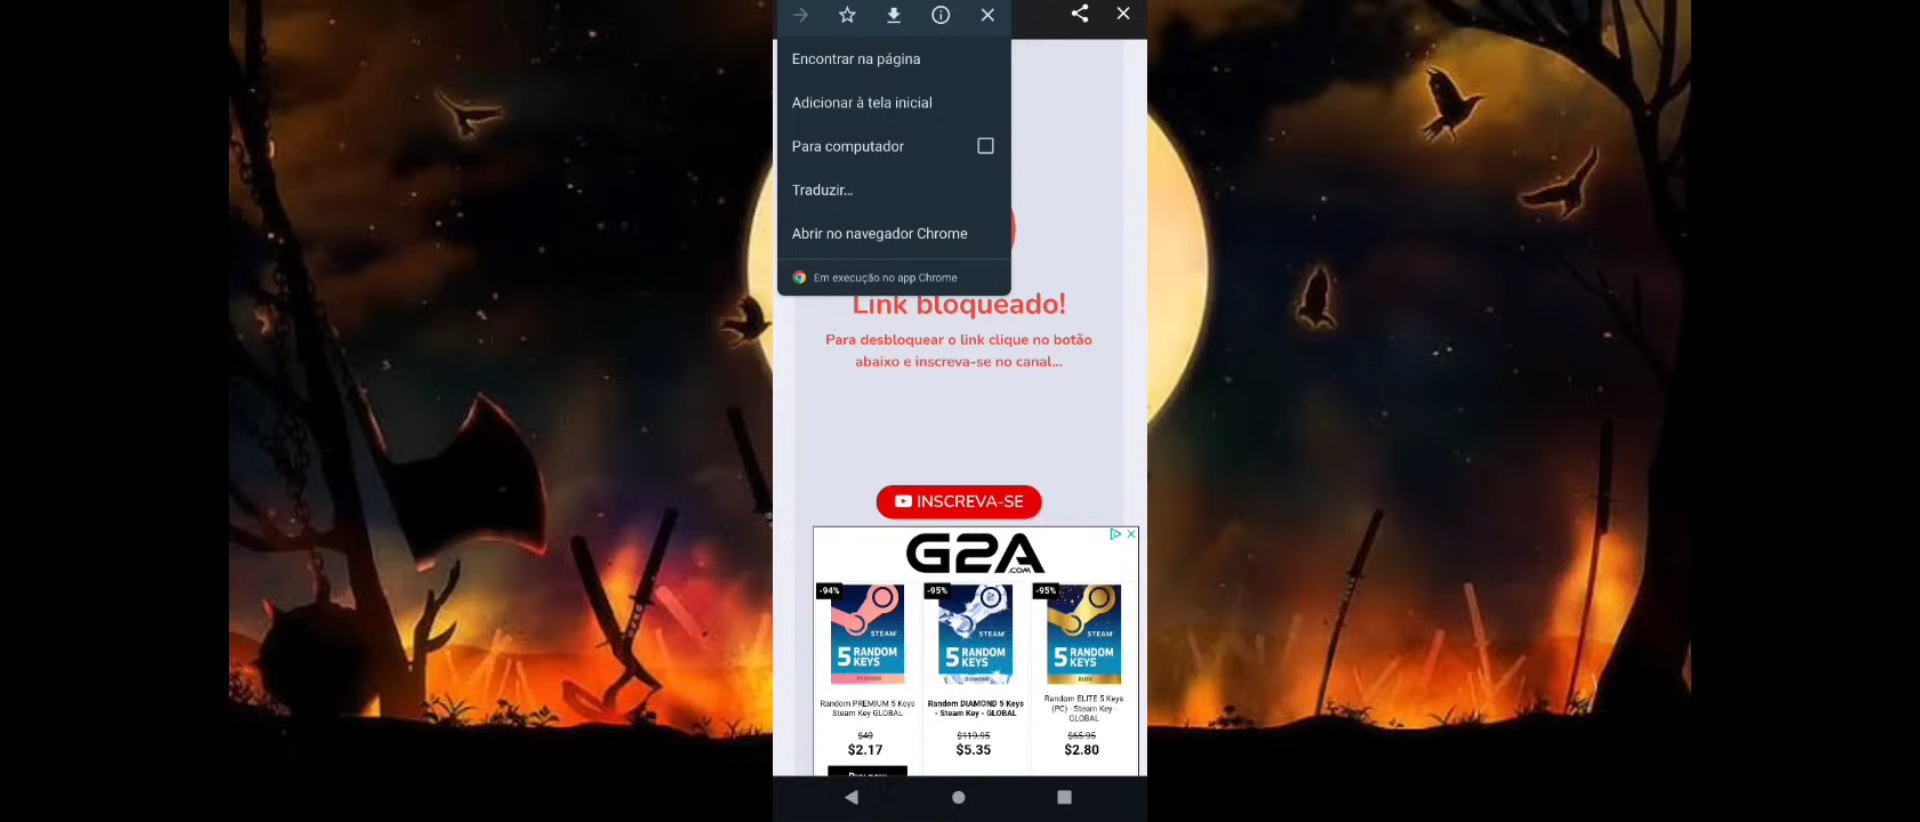 Encontrar na página
Adicionar à tela inicial
Para computador
Traduzir...
Abrir no navegador Chrome
Em execução no app Chrome
Link bloqueado!
Para desbloquear o link clique no botão
abaixo e inscreva-se no canal...
INSCREVA-SE
G2A
.COM
-94%
STEAM
5 RANDOM
KEYS
Random PREMIUM 5 Keys
Steam Key GLOBAL
$40
$2.17
-95%
STEAM
5 RANDOM
KEYS
DIAMOND
Random DIAMOND 5 Keys
- Steam Key - GLOBAL
$119.95
$5.35
-95%
STEAM
5 RANDOM
KEYS
ELITE
Random ELITE 5 Keys
(PC) - Steam Key -
GLOBAL
$65.95
$2.80